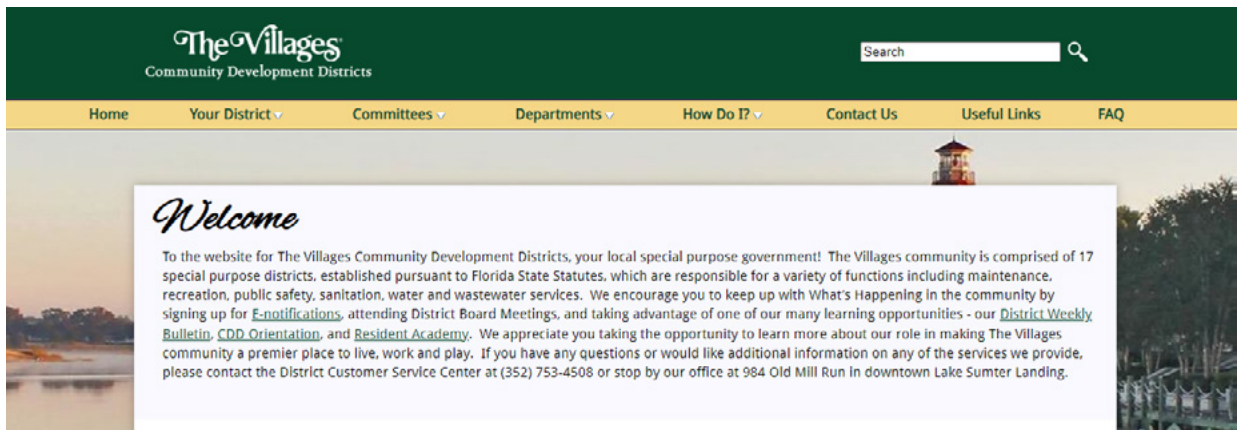 The Villages
Community Development Districts
Search
Home Your District Committees Departments How Do I? Contact Us Useful Links FAQ
Welcome
To the website for The Villages Community Development Districts, your local special purpose government! The Villages community is comprised of 17
special purpose districts, established pursuant to Florida State Statutes, which are responsible for a variety of functions including maintenance,
recreation, public safety, sanitation, water and wastewater services. We encourage you to keep up with What's Happening in the community by
signing up for E-notifications, attending District Board Meetings, and taking advantage of one of our many learning opportunities - our District Weekly
Bulletin, CDD Orientation, and Resident Academy. We appreciate you taking the opportunity to learn more about our role in making The Villages
community a premier place to live, work and play. If you have any questions or would like additional information on any of the services we provide,
please contact the District Customer Service Center at (352) 753-4508 or stop by our office at 984 Old Mill Run in downtown Lake Sumter Landing.